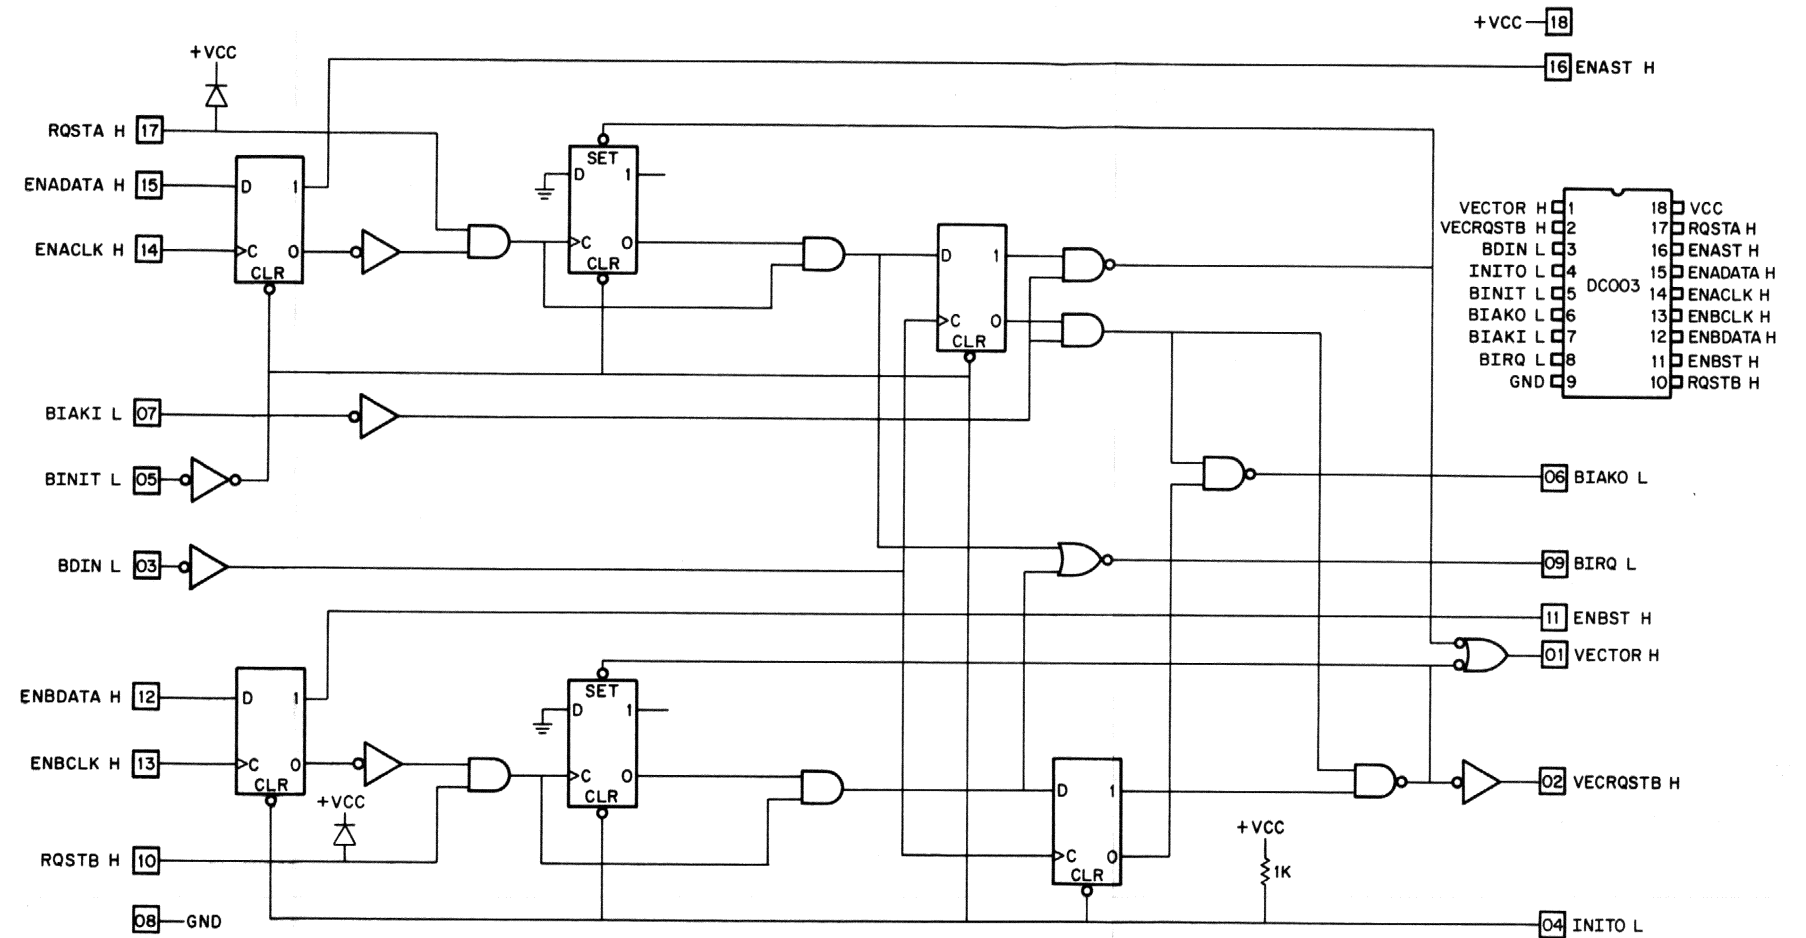 +VCC 18
+VCC
16 ENAST H
RQSTA H 17
SET
D 1
ENADATA H 15
D 1
C 0
CLR
ENACLK H 14
C 0
CLR
D 1
C 0
CLR
VECTOR H 1
VECRQSTB H 2
BDIN L 3
INITO L 4
BINIT L 5
BIAKO L 6
BIAKI L 7
BIRQ L 8
GND 9
DC003
18 VCC
17 RQSTA H
16 ENAST H
15 ENADATA H
14 ENACLK H
13 ENBCLK H
12 ENBDATA H
11 ENBST H
10 RQSTB H
BIAKI L 07
BINIT L 05
06 BIAKO L
BDIN L 03
09 BIRQ L
11 ENBST H
01 VECTOR H
ENBDATA H 12
D 1
SET
D 1
ENBCLK H 13
C 0
CLR
C 0
CLR
02 VECRQSTB H
D 1
C 0
CLR
+VCC
+VCC
1K
RQSTB H 10
08 GND
04 INITO L